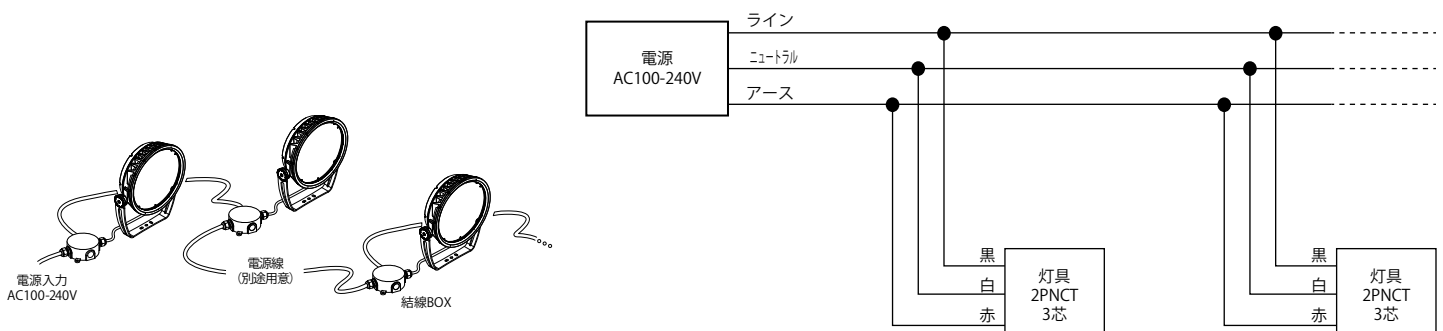 電源入力
AC100-240V
電源線
(別途用意)
結線BOX
電源
AC100-240V
ライン
ニュートラル
アース
黒
白
赤
灯具
2PNCT
3芯
黒
白
赤
灯具
2PNCT
3芯